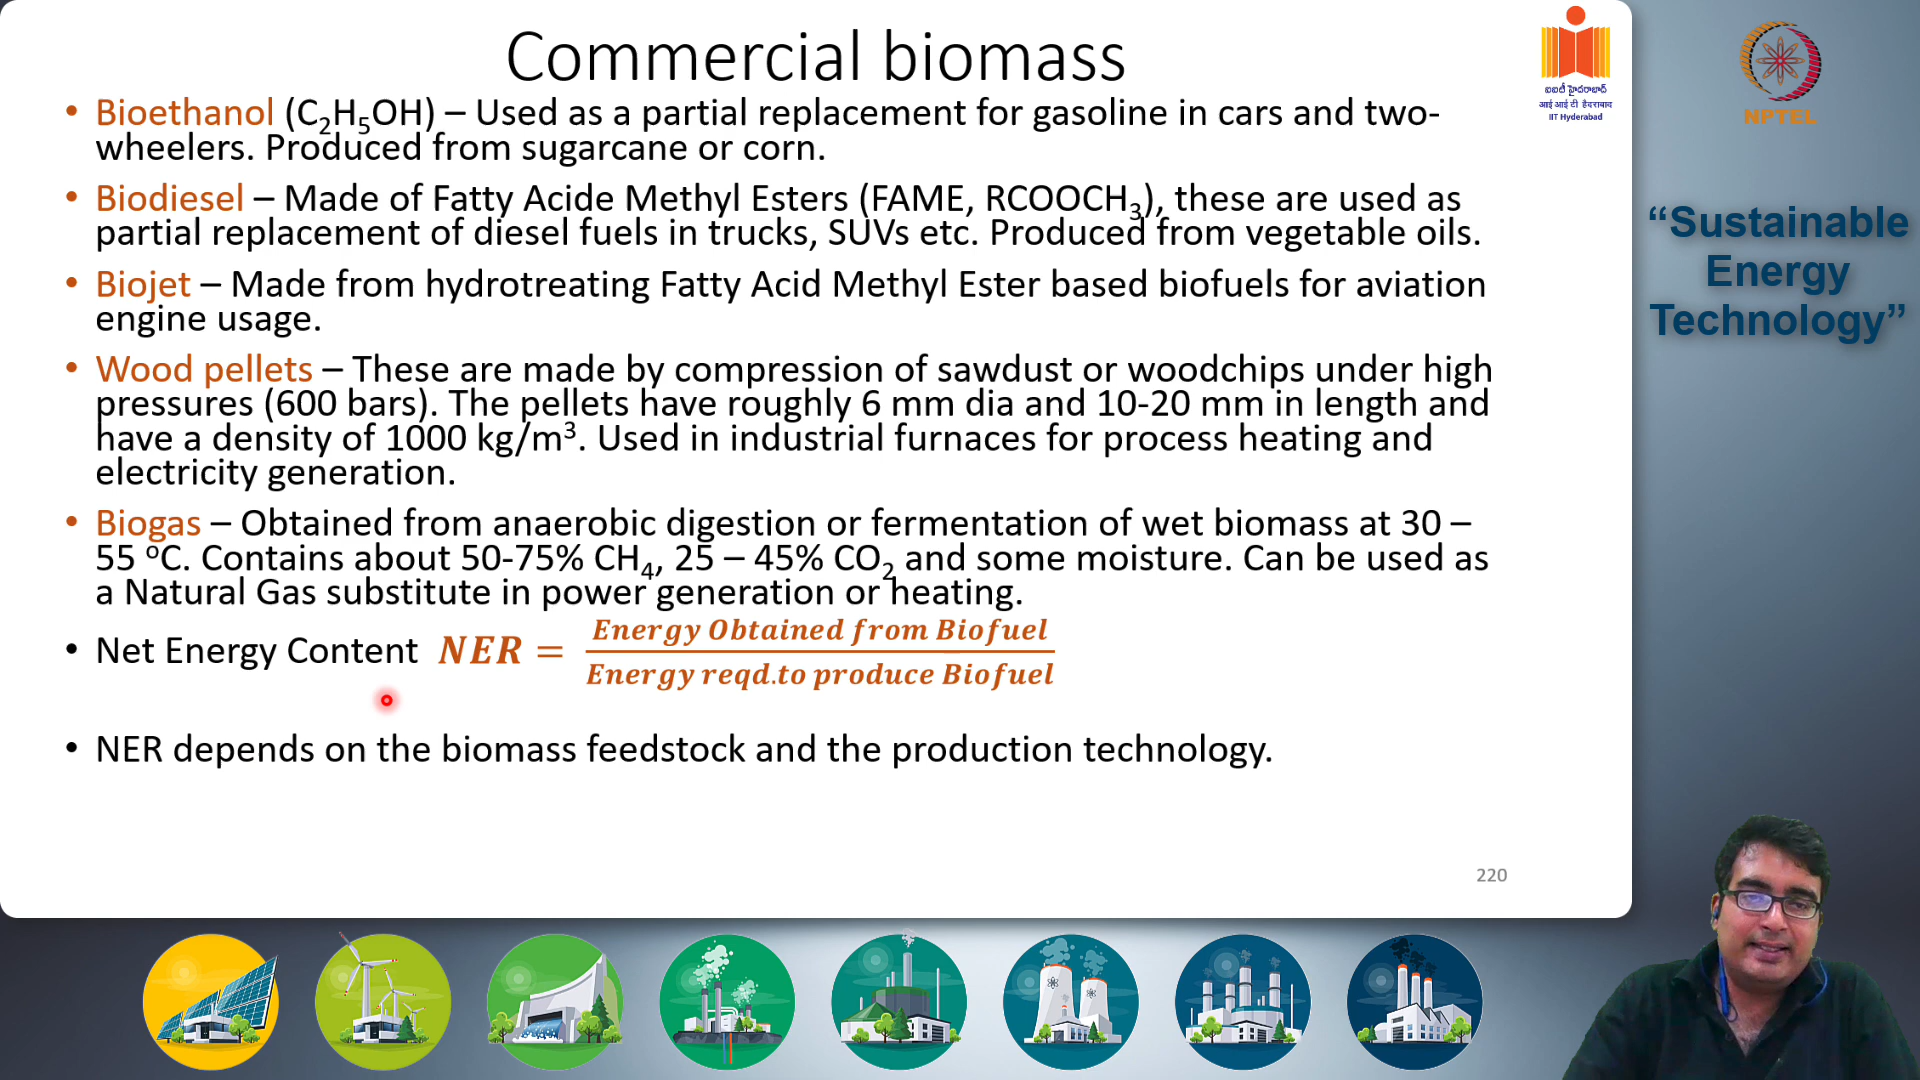 Commercial biomass
• Bioethanol (C₂H₅OH) – Used as a partial replacement for gasoline in cars and two-
wheelers. Produced from sugarcane or corn.
• Biodiesel – Made of Fatty Acide Methyl Esters (FAME, RCOOCH₃), these are used as
partial replacement of diesel fuels in trucks, SUVs etc. Produced from vegetable oils.
• Biojet – Made from hydrotreating Fatty Acid Methyl Ester based biofuels for aviation
engine usage.
• Wood pellets – These are made by compression of sawdust or woodchips under high
pressures (600 bars). The pellets have roughly 6 mm dia and 10-20 mm in length and
have a density of 1000 kg/m³. Used in industrial furnaces for process heating and
electricity generation.
• Biogas – Obtained from anaerobic digestion or fermentation of wet biomass at 30 –
55 ᵒC. Contains about 50-75% CH₄, 25 – 45% CO₂ and some moisture. Can be used as
a Natural Gas substitute in power generation or heating.
• Net Energy Content NER = Energy Obtained from Biofuel / Energy reqd.to produce Biofuel
• NER depends on the biomass feedstock and the production technology.
220
ఐఐటీ హైదరాబాద్
आई आई टी हैदराबाद
IIT Hyderabad
NPTEL
“Sustainable
Energy
Technology”